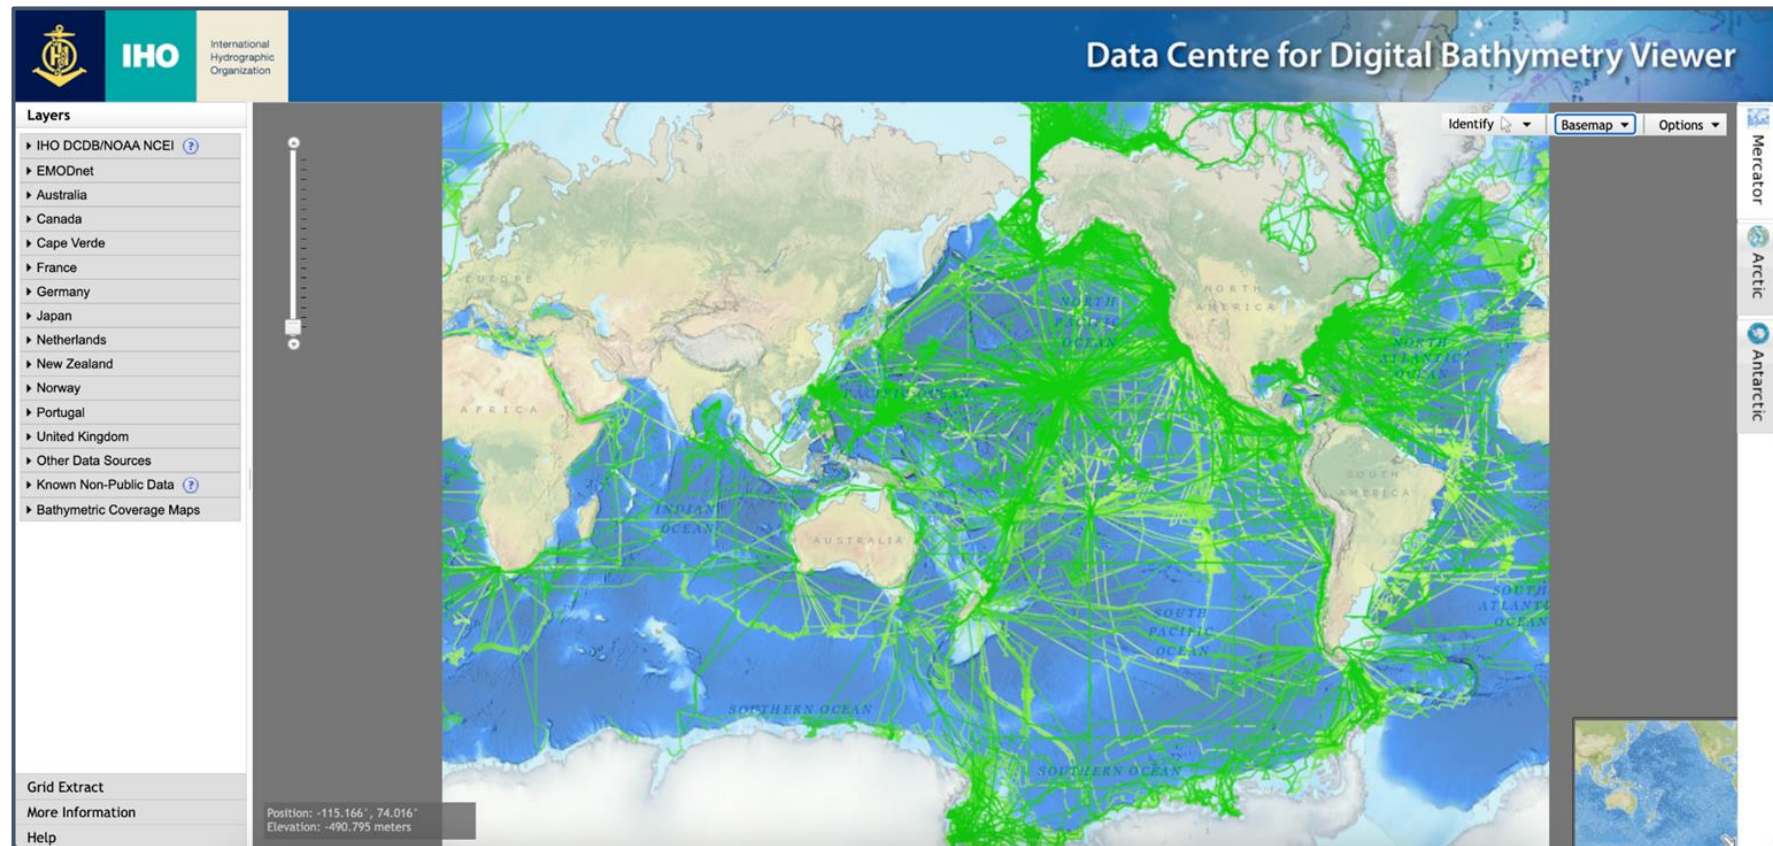 IHO
International
Hydrographic
Organization
Data Centre for Digital Bathymetry Viewer
Layers
IHO DCDB/NOAA NCEI ?
EMODnet
Australia
Canada
Cape Verde
France
Germany
Japan
Netherlands
New Zealand
Norway
Portugal
United Kingdom
Other Data Sources
Known Non-Public Data ?
Bathymetric Coverage Maps
Grid Extract
More Information
Help
Identify
Basemap
Options
Mercator
Arctic
Antarctic
EUROPE
AFRICA
INDIAN
OCEAN
AUSTRALIA
NORTH
PACIFIC
OCEAN
PACIFIC OCEAN
NORTH
AMERICA
NORTH
ATLANTIC
OCEAN
SOUTH
AMERICA
SOUTH
PACIFIC
OCEAN
SOUTH
ATLANTIC
OCEAN
SOUTHERN OCEAN
SOUTHERN OCEAN
Position: -115.166°, 74.016°
Elevation: -490.795 meters